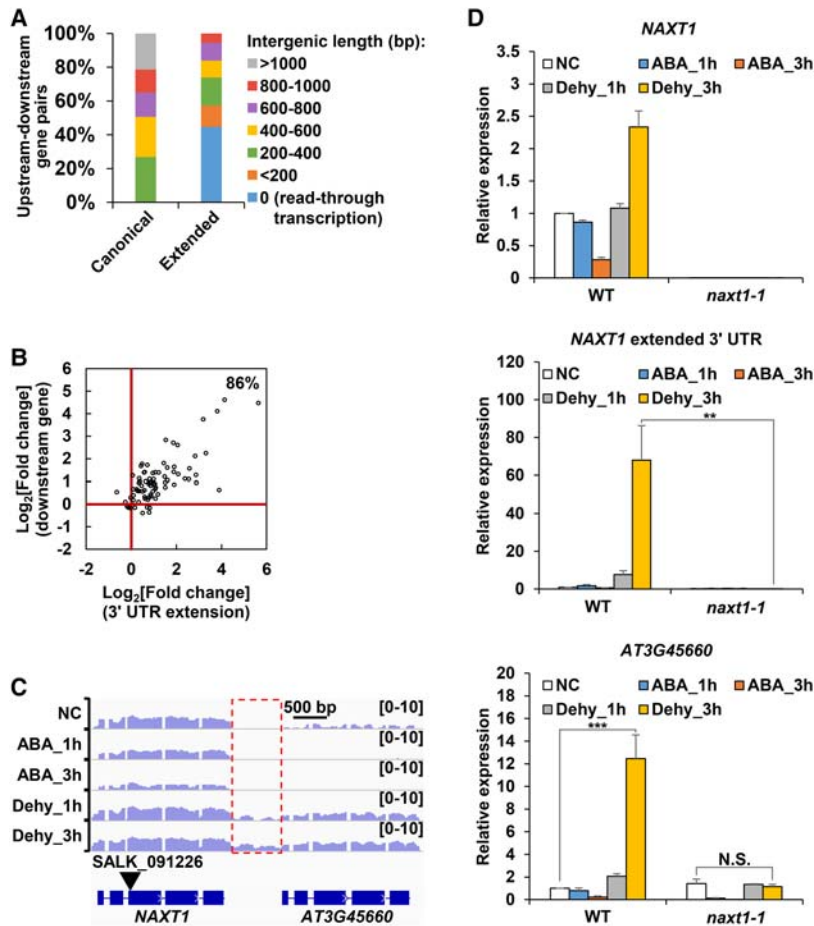 A
100%
80%
60%
40%
20%
0%
Upstream-downstream
gene pairs
Canonical
Extended
Intergenic length (bp):
>1000
800-1000
600-800
400-600
200-400
<200
0 (read-through
transcription)
B
6
5
4
3
2
1
0
-1
-2
Log2[Fold change]
(downstream gene)
86%
-2 0 2 4 6
Log2[Fold change]
(3' UTR extension)
C
500 bp
NC [0-10]
ABA_1h [0-10]
ABA_3h [0-10]
Dehy_1h [0-10]
Dehy_3h [0-10]
SALK_091226
NAXT1 AT3G45660
D
NAXT1
NC ABA_1h ABA_3h
Dehy_1h Dehy_3h
Relative expression
3.5
3
2.5
2
1.5
1
0.5
0
WT naxt1-1
NAXT1 extended 3' UTR
NC ABA_1h ABA_3h
Dehy_1h Dehy_3h
**
Relative expression
120
100
80
60
40
20
0
WT naxt1-1
AT3G45660
NC ABA_1h ABA_3h
Dehy_1h Dehy_3h
***
N.S.
Relative expression
20
18
16
14
12
10
8
6
4
2
0
WT naxt1-1